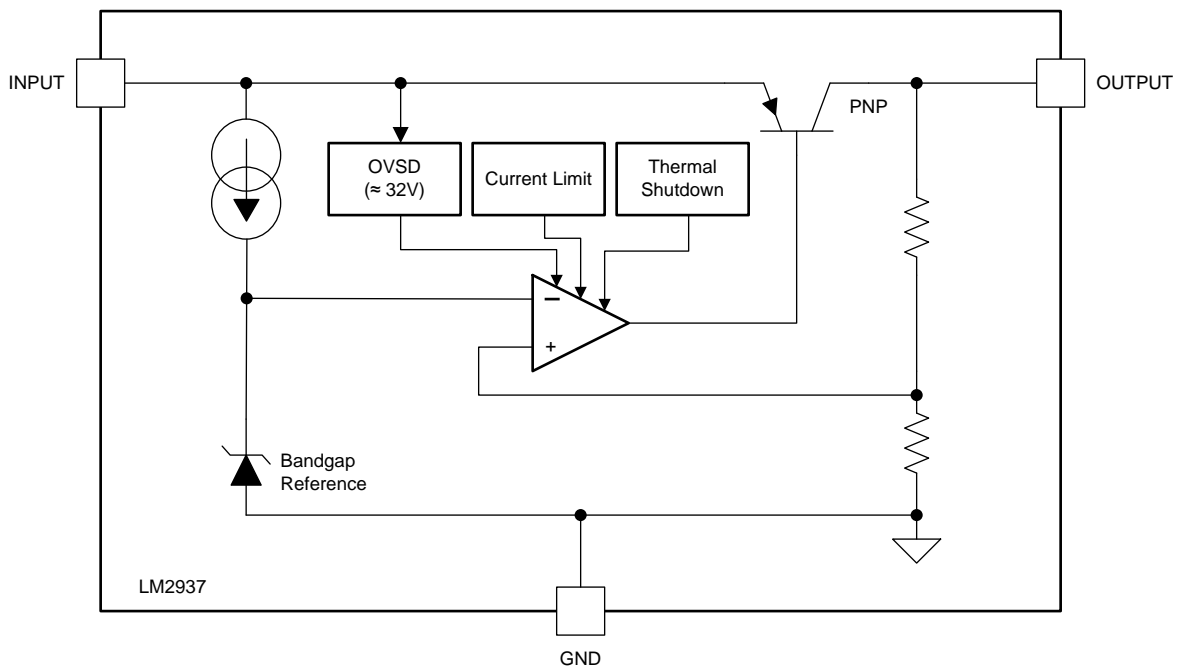 INPUT
OUTPUT
PNP
OVSD
(≈ 32V)
Current Limit
Thermal
Shutdown
−
+
Bandgap
Reference
LM2937
GND